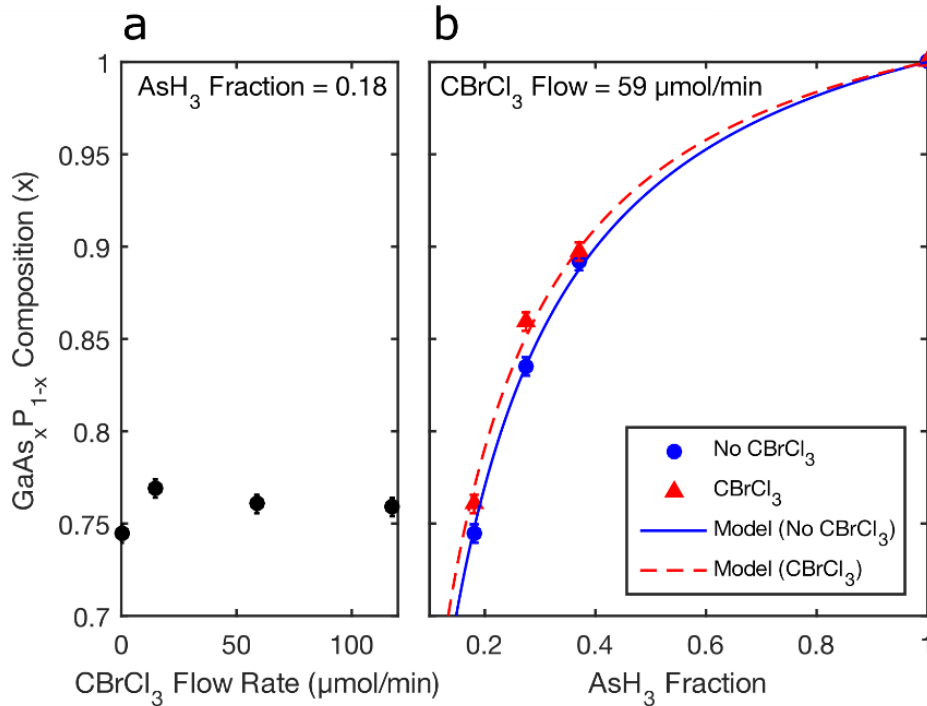 a
b
AsH₃ Fraction = 0.18
CBrCl₃ Flow = 59 µmol/min
GaAsₓP₁₋ₓ Composition (x)
1
0.95
0.9
0.85
0.8
0.75
0.7
0 50 100
0.2 0.4 0.6 0.8 1
No CBrCl₃
CBrCl₃
Model (No CBrCl₃)
Model (CBrCl₃)
CBrCl₃ Flow Rate (µmol/min)
AsH₃ Fraction